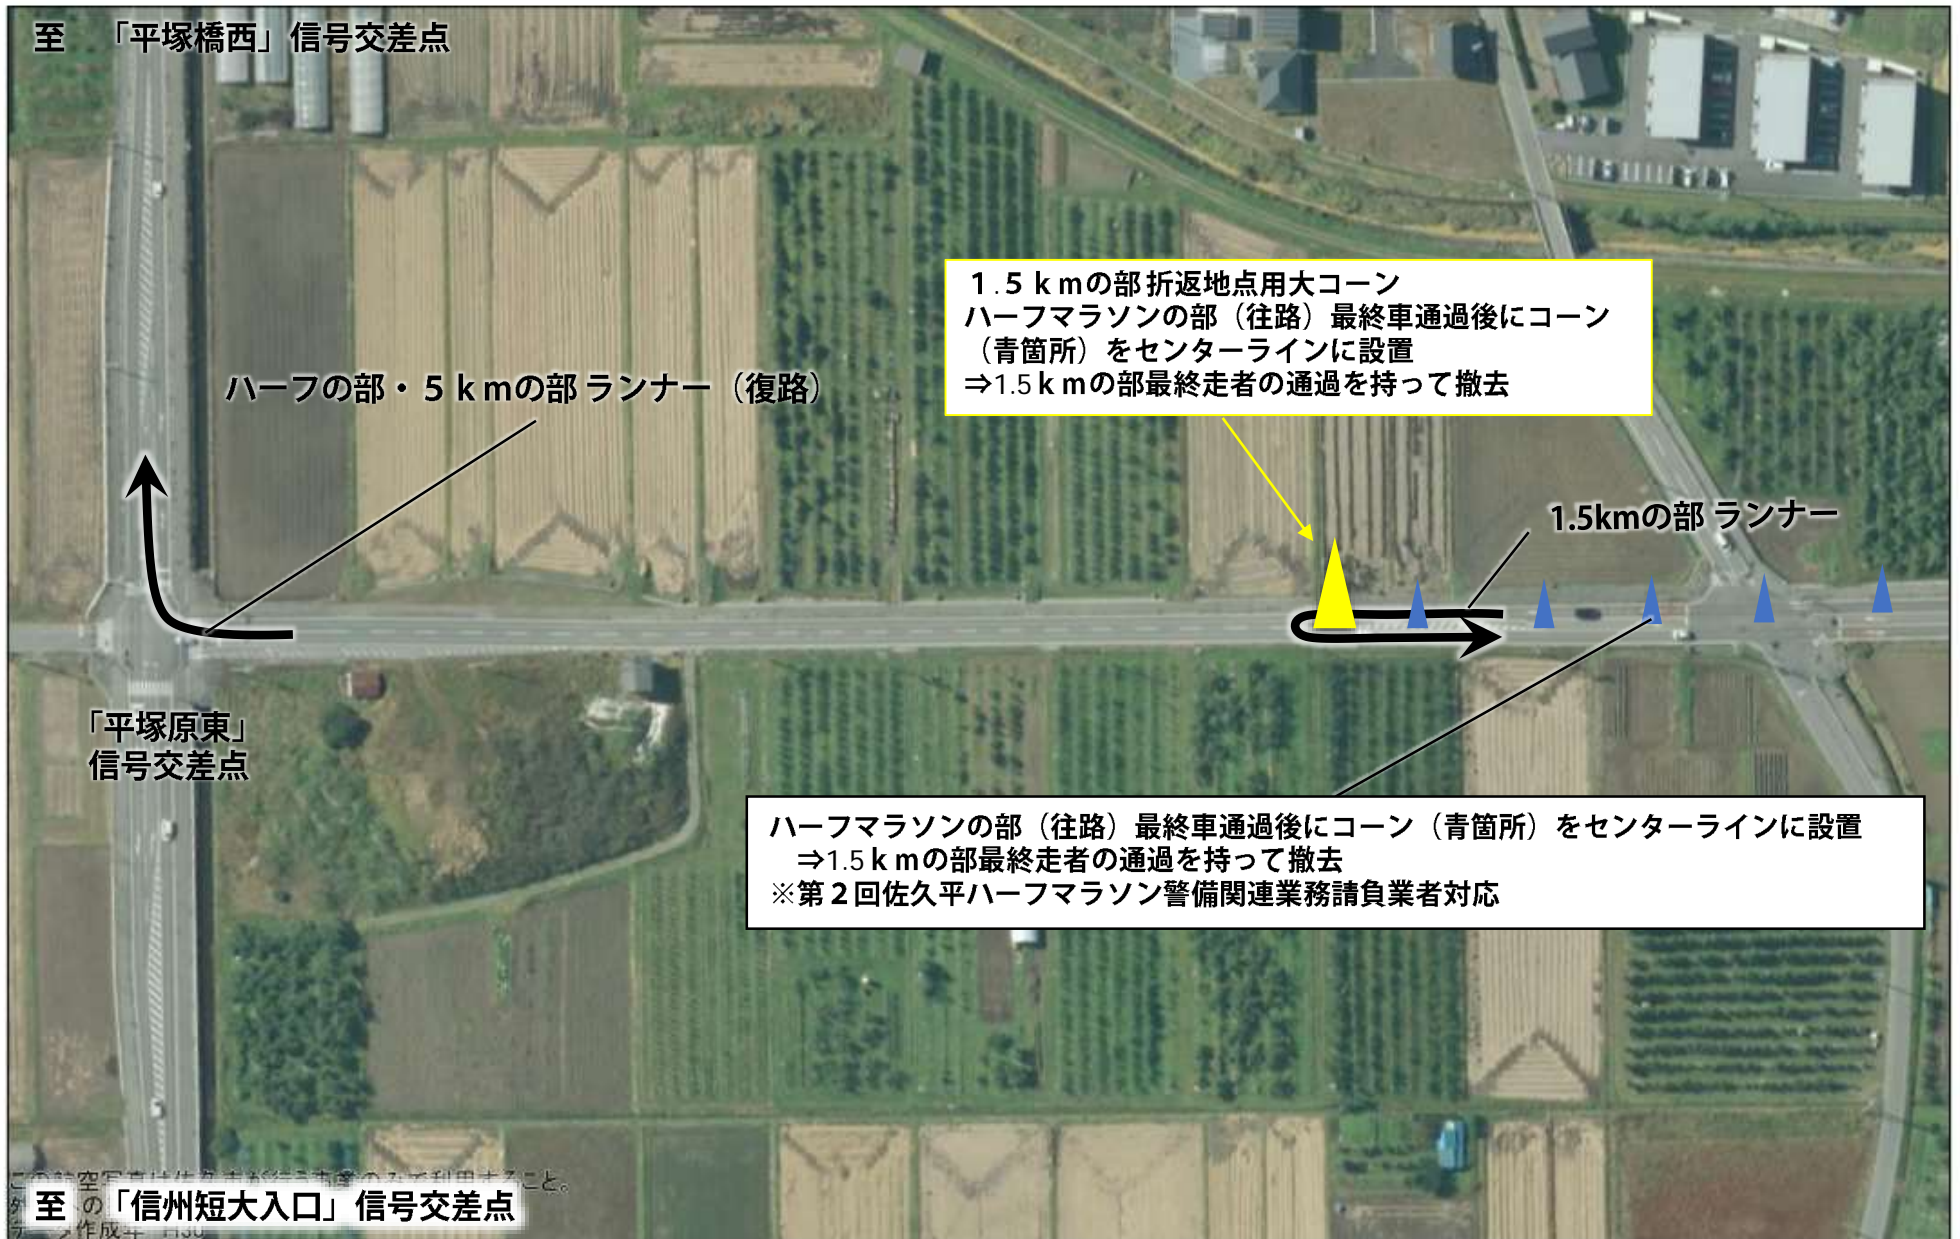 至 「平塚橋西」信号交差点
１.５ｋｍの部 折返地点用大コーン
ハーフマラソンの部（往路）最終車通過後にコーン
（青箇所）をセンターラインに設置
⇒1.5ｋｍの部最終走者の通過を持って撤去
ハーフの部・５ｋｍの部 ランナー（復路）
1.5kmの部 ランナー
「平塚原東」
信号交差点
ハーフマラソンの部（往路）最終車通過後にコーン（青箇所）をセンターラインに設置
⇒1.5ｋｍの部最終走者の通過を持って撤去
※第２回佐久平ハーフマラソン警備関連業務請負業者対応
至 「信州短大入口」信号交差点